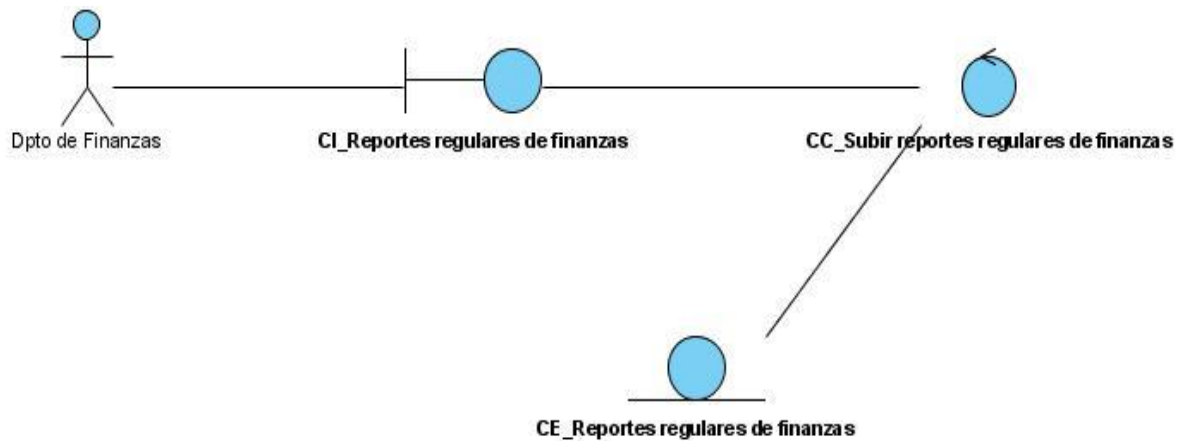 Dpto de Finanzas
CI_Reportes regulares de finanzas
CC_Subir reportes regulares de finanzas
CE_Reportes regulares de finanzas